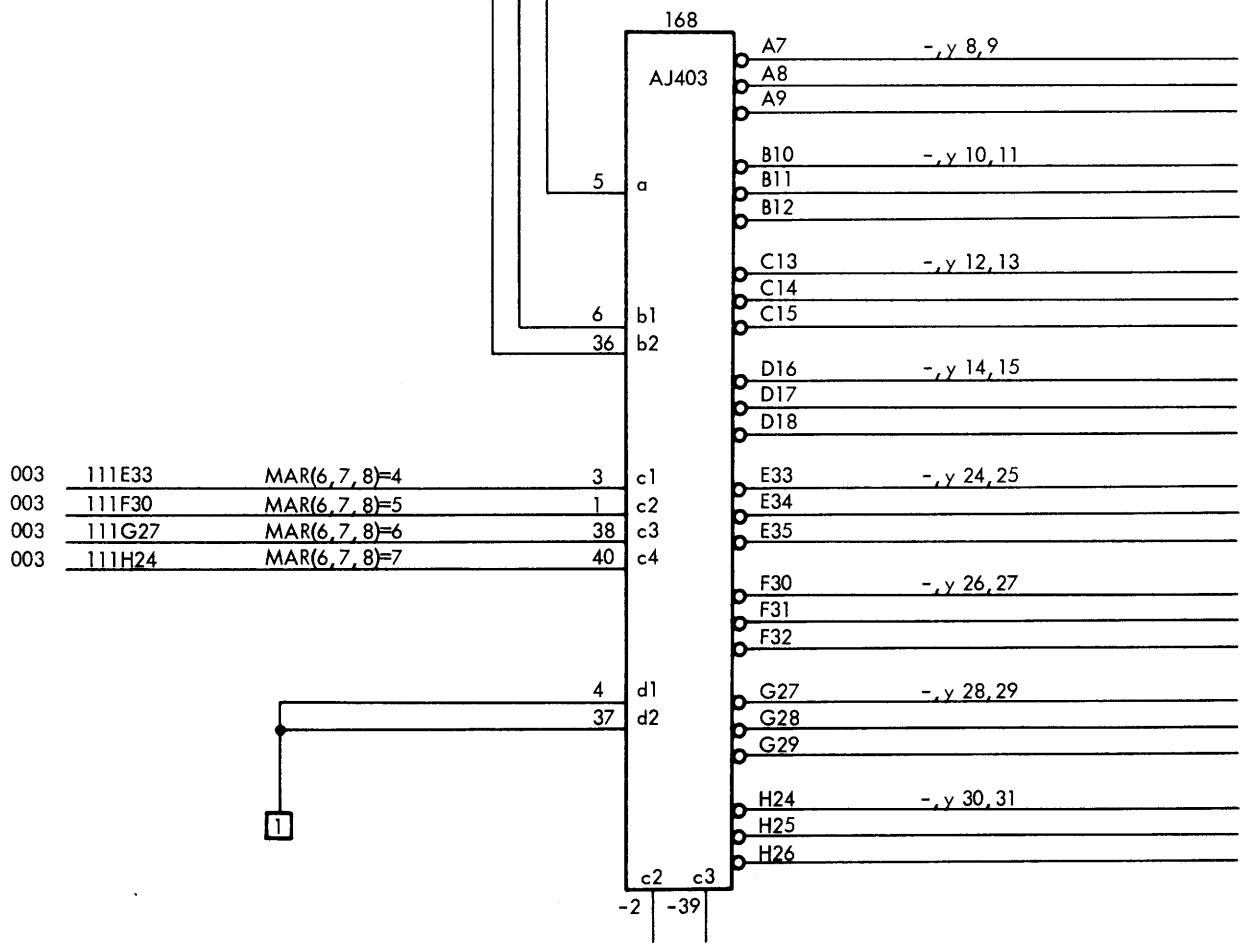 168
AJ403
A7 -,y 8,9
A8
A9
B10 -,y 10,11
B11
B12
5 a
C13 -,y 12,13
C14
C15
6 b1
36 b2
D16 -,y 14,15
D17
D18
003 111E33 MAR(6,7,8)=4 3 c1
003 111F30 MAR(6,7,8)=5 1 c2
003 111G27 MAR(6,7,8)=6 38 c3
003 111H24 MAR(6,7,8)=7 40 c4
E33 -,y 24,25
E34
E35
F30 -,y 26,27
F31
F32
4 d1
37 d2
G27 -,y 28,29
G28
G29
1
H24 -,y 30,31
H25
H26
c2 c3
-2 -39